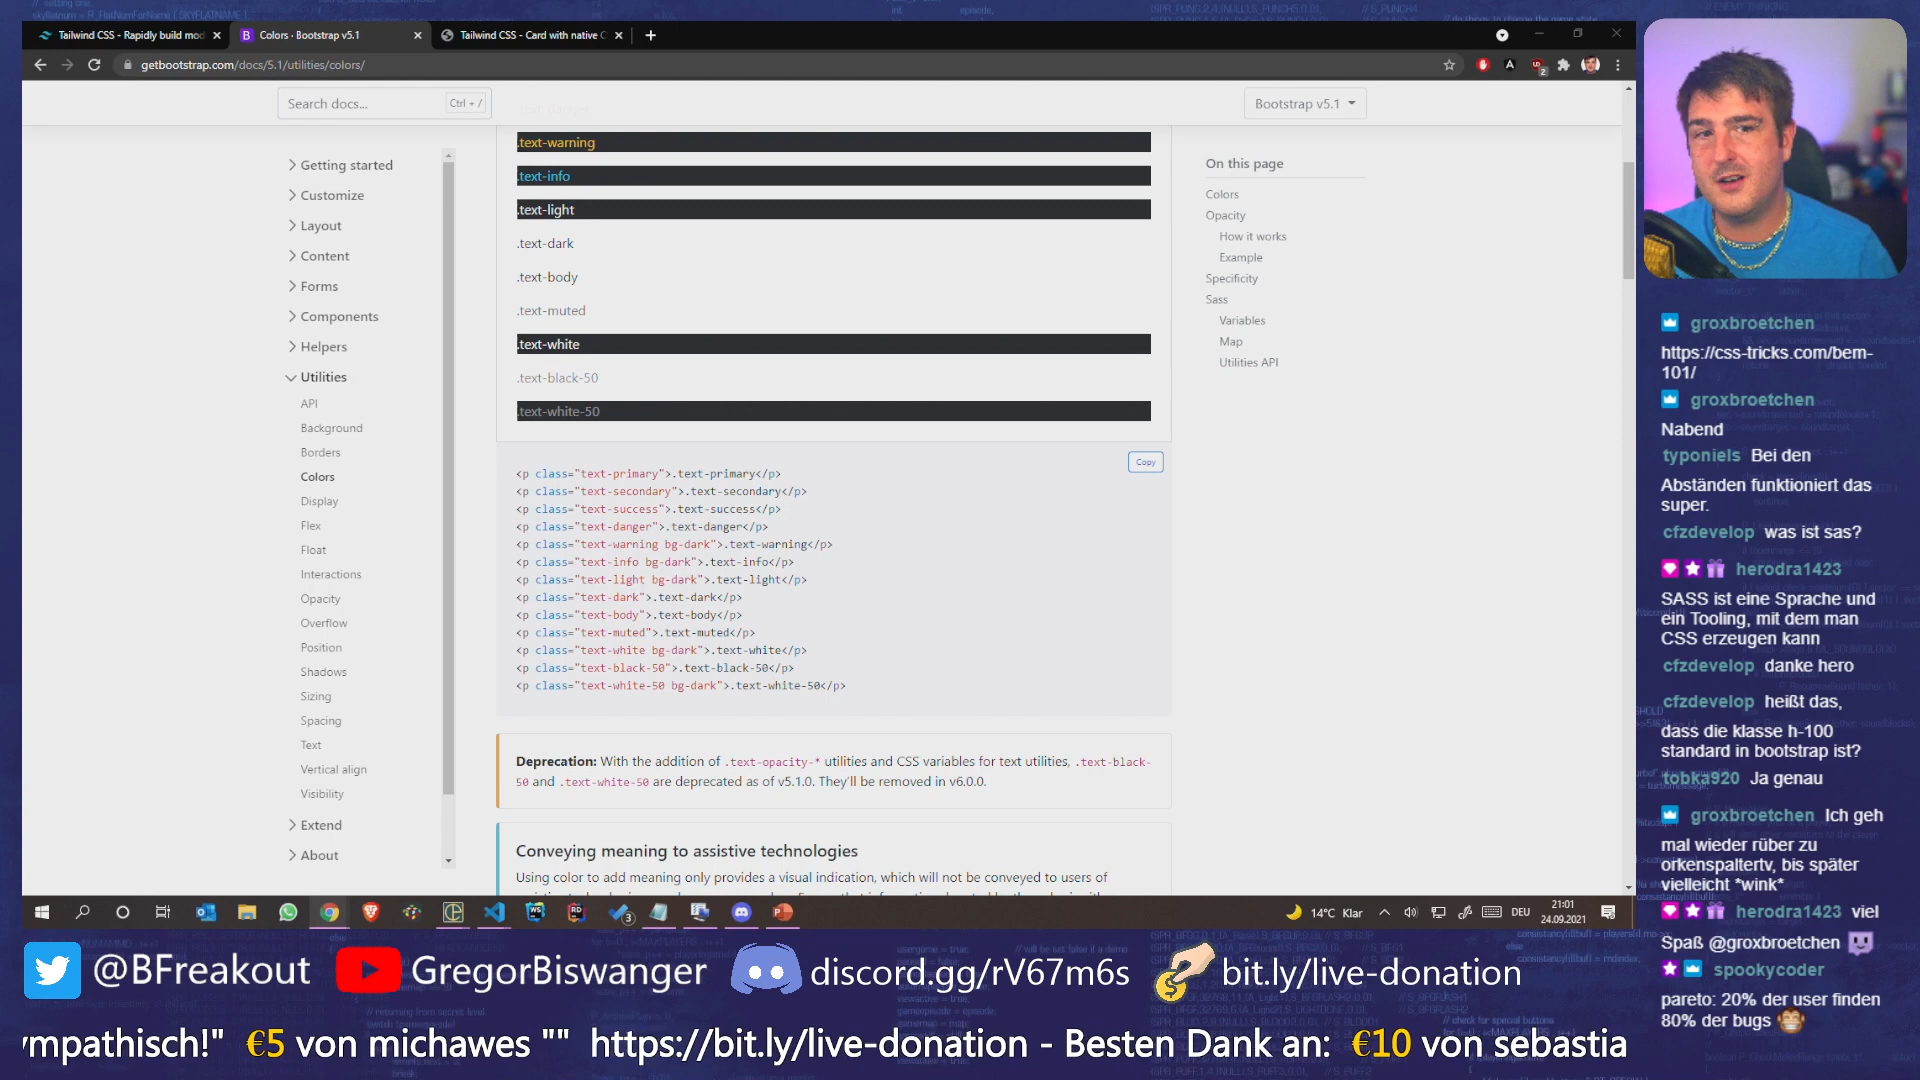 Tailwind CSS - Rapidly build mod
Colors · Bootstrap v5.1
Tailwind CSS - Card with native C
getbootstrap.com/docs/5.1/utilities/colors/
2
Search docs...
Ctrl + /
Bootstrap v5.1
Getting started
Customize
Layout
Content
Forms
Components
Helpers
Utilities
API
Background
Borders
Colors
Display
Flex
Float
Interactions
Opacity
Overflow
Position
Shadows
Sizing
Spacing
Text
Vertical align
Visibility
Extend
About
.text-warning
.text-info
.text-light
.text-dark
.text-body
.text-muted
.text-white
.text-black-50
.text-white-50
Copy
<p class="text-primary">.text-primary</p>
<p class="text-secondary">.text-secondary</p>
<p class="text-success">.text-success</p>
<p class="text-danger">.text-danger</p>
<p class="text-warning bg-dark">.text-warning</p>
<p class="text-info bg-dark">.text-info</p>
<p class="text-light bg-dark">.text-light</p>
<p class="text-dark">.text-dark</p>
<p class="text-body">.text-body</p>
<p class="text-muted">.text-muted</p>
<p class="text-white bg-dark">.text-white</p>
<p class="text-black-50">.text-black-50</p>
<p class="text-white-50 bg-dark">.text-white-50</p>
Deprecation: With the addition of .text-opacity-* utilities and CSS variables for text utilities, .text-black-
50 and .text-white-50 are deprecated as of v5.1.0. They'll be removed in v6.0.0.
Conveying meaning to assistive technologies
Using color to add meaning only provides a visual indication, which will not be conveyed to users of
On this page
Colors
Opacity
How it works
Example
Specificity
Sass
Variables
Map
Utilities API
groxbroetchen
https://css-tricks.com/bem-
101/
groxbroetchen
Nabend
typoniels Bei den
Abständen funktioniert das
super.
cfzdevelop was ist sas?
herodra1423
SASS ist eine Sprache und
ein Tooling, mit dem man
CSS erzeugen kann
cfzdevelop danke hero
cfzdevelop heißt das,
dass die klasse h-100
standard in bootstrap ist?
tobka920 Ja genau
groxbroetchen Ich geh
mal wieder rüber zu
orkenspaltertv, bis später
vielleicht *wink*
herodra1423 viel
Spaß @groxbroetchen
spookycoder
pareto: 20% der user finden
80% der bugs
3
14°C Klar
DEU
21:01
24.09.2021
@BFreakout
GregorBiswanger
discord.gg/rV67m6s
bit.ly/live-donation
mpathisch!" €5 von michawes "" https://bit.ly/live-donation - Besten Dank an: €10 von sebastia